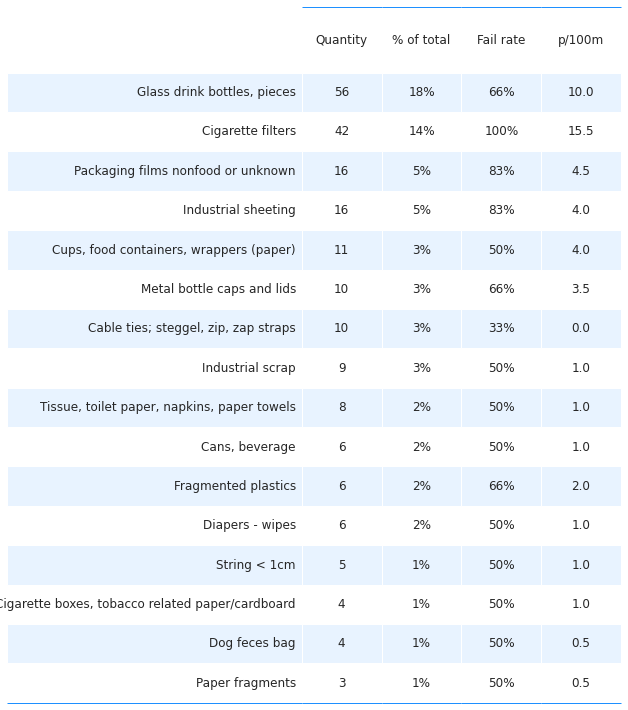 Quantity % of total Fail rate p/100m
Glass drink bottles, pieces 56 18% 66% 10.0
Cigarette filters 42 14% 100% 15.5
Packaging films nonfood or unknown 16 5% 83% 4.5
Industrial sheeting 16 5% 83% 4.0
Cups, food containers, wrappers (paper) 11 3% 50% 4.0
Metal bottle caps and lids 10 3% 66% 3.5
Cable ties; steggel, zip, zap straps 10 3% 33% 0.0
Industrial scrap 9 3% 50% 1.0
Tissue, toilet paper, napkins, paper towels 8 2% 50% 1.0
Cans, beverage 6 2% 50% 1.0
Fragmented plastics 6 2% 66% 2.0
Diapers - wipes 6 2% 50% 1.0
String < 1cm 5 1% 50% 1.0
Cigarette boxes, tobacco related paper/cardboard 4 1% 50% 1.0
Dog feces bag 4 1% 50% 0.5
Paper fragments 3 1% 50% 0.5